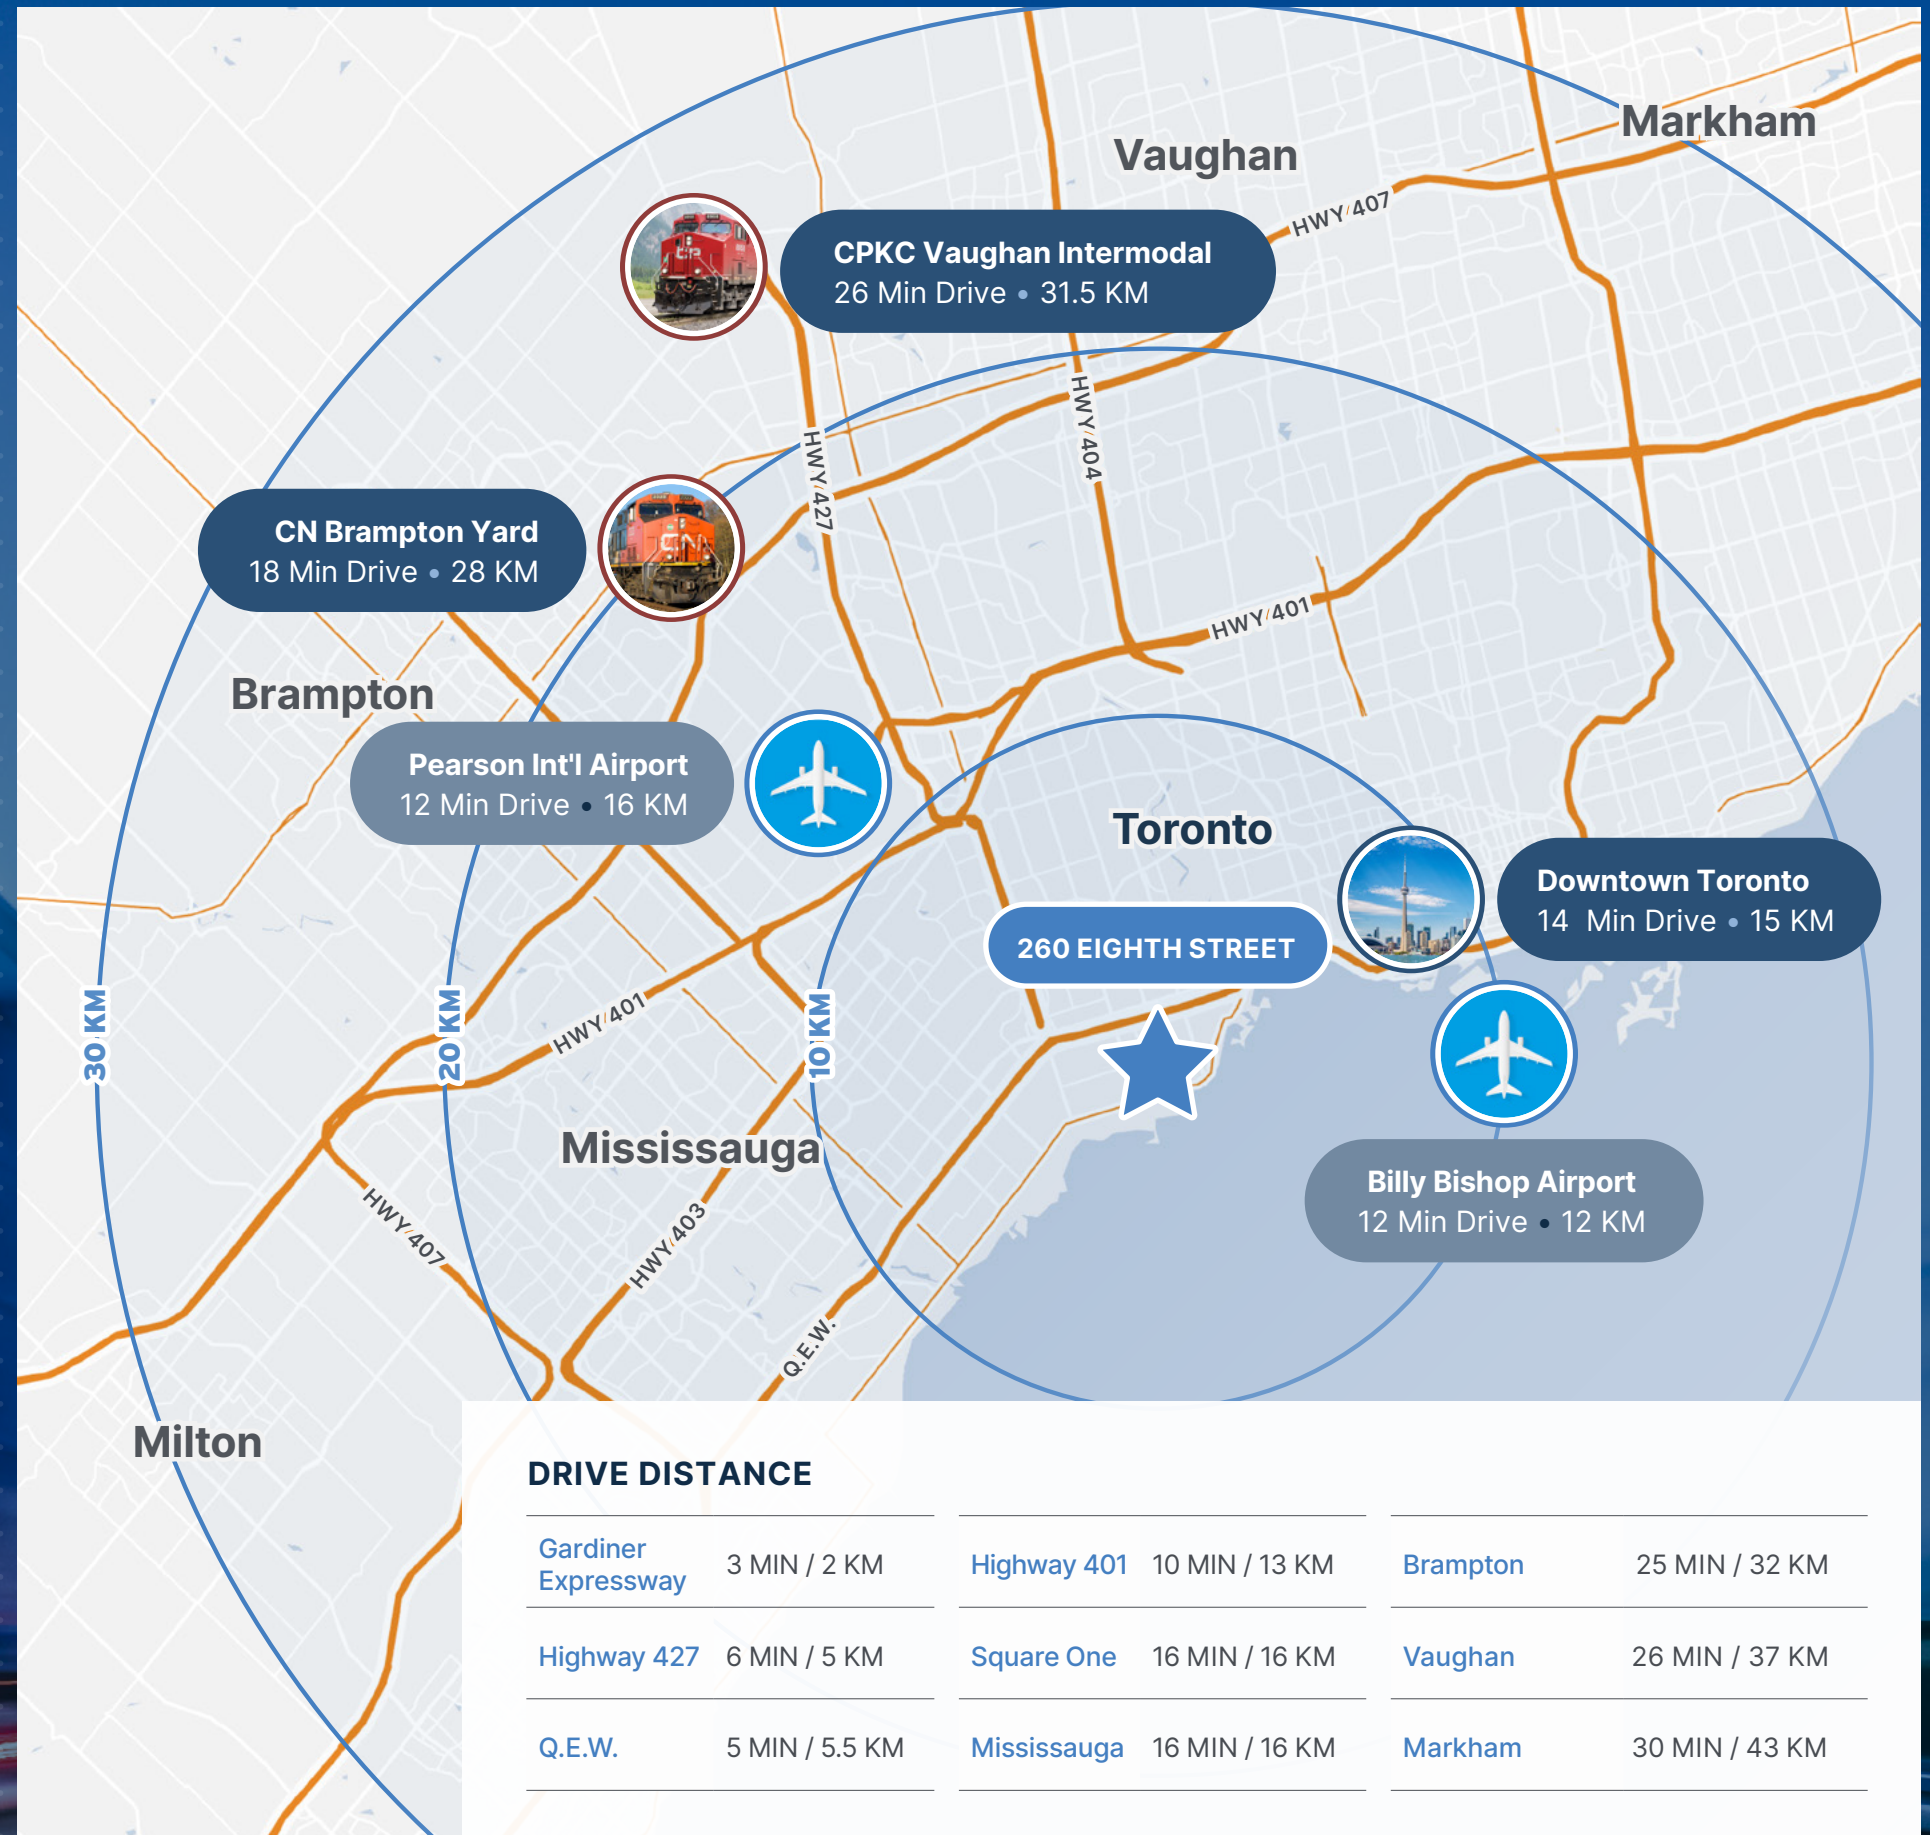 Markham
Vaughan
HWY 407
CPKC Vaughan Intermodal
26 Min Drive • 31.5 KM
HWY 404
HWY 427
CN Brampton Yard
18 Min Drive • 28 KM
HWY 401
Brampton
Pearson Int'l Airport
12 Min Drive • 16 KM
Toronto
Downtown Toronto
14 Min Drive • 15 KM
260 EIGHTH STREET
30 KM
20 KM
10 KM
HWY 401
Mississauga
Billy Bishop Airport
12 Min Drive • 12 KM
HWY 407
HWY 403
Q.E.W.
Milton
DRIVE DISTANCE
Gardiner
Expressway
3 MIN / 2 KM
Highway 401 10 MIN / 13 KM
Brampton 25 MIN / 32 KM
Highway 427 6 MIN / 5 KM
Square One 16 MIN / 16 KM
Vaughan 26 MIN / 37 KM
Q.E.W. 5 MIN / 5.5 KM
Mississauga 16 MIN / 16 KM
Markham 30 MIN / 43 KM
CP
CN